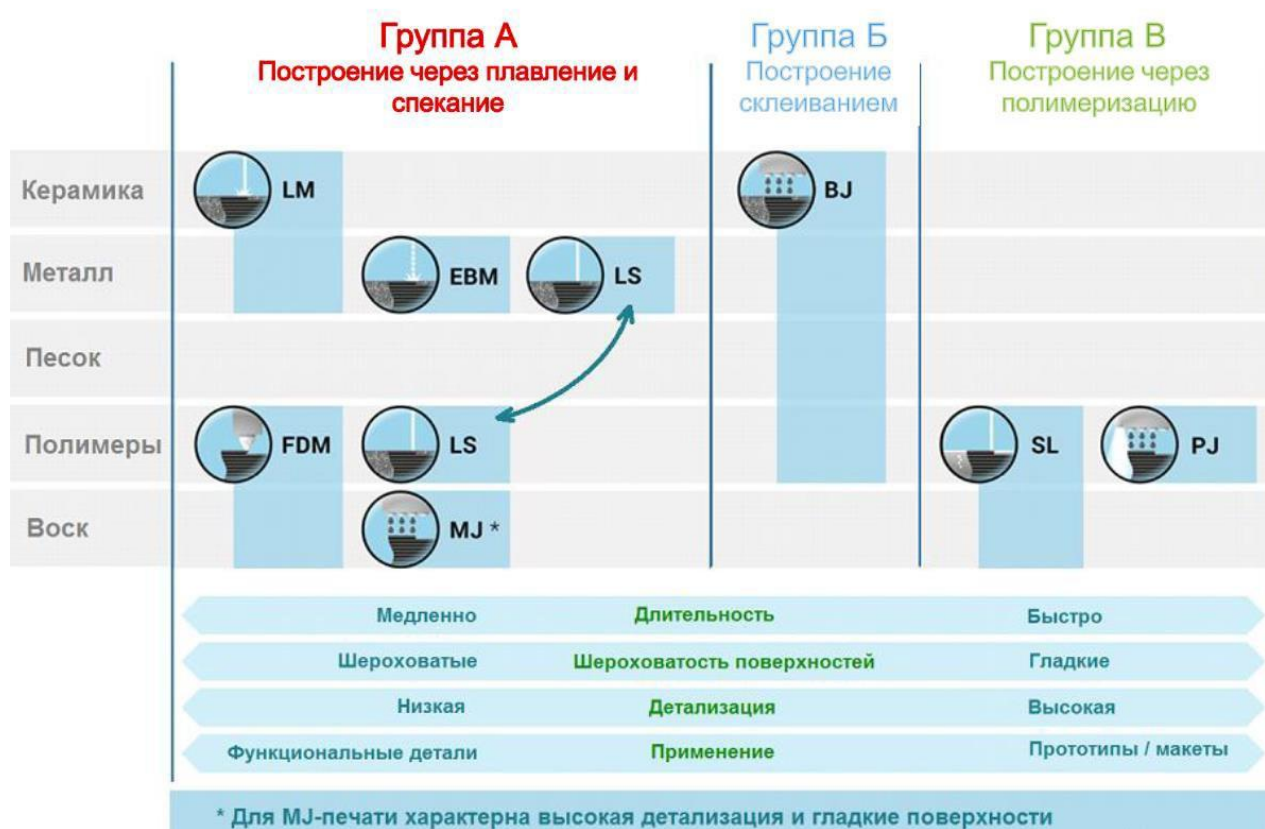 Группа А
Построение через плавление и
спекание
Группа Б
Построение
склеиванием
Группа В
Построение через
полимеризацию
Керамика
LM
BJ
Металл
EBM
LS
Песок
Полимеры
FDM
LS
SL
PJ
Воск
MJ *
Медленно
Длительность
Быстро
Шероховатые
Шероховатость поверхностей
Гладкие
Низкая
Детализация
Высокая
Функциональные детали
Применение
Прототипы / макеты
* Для MJ-печати характерна высокая детализация и гладкие поверхности